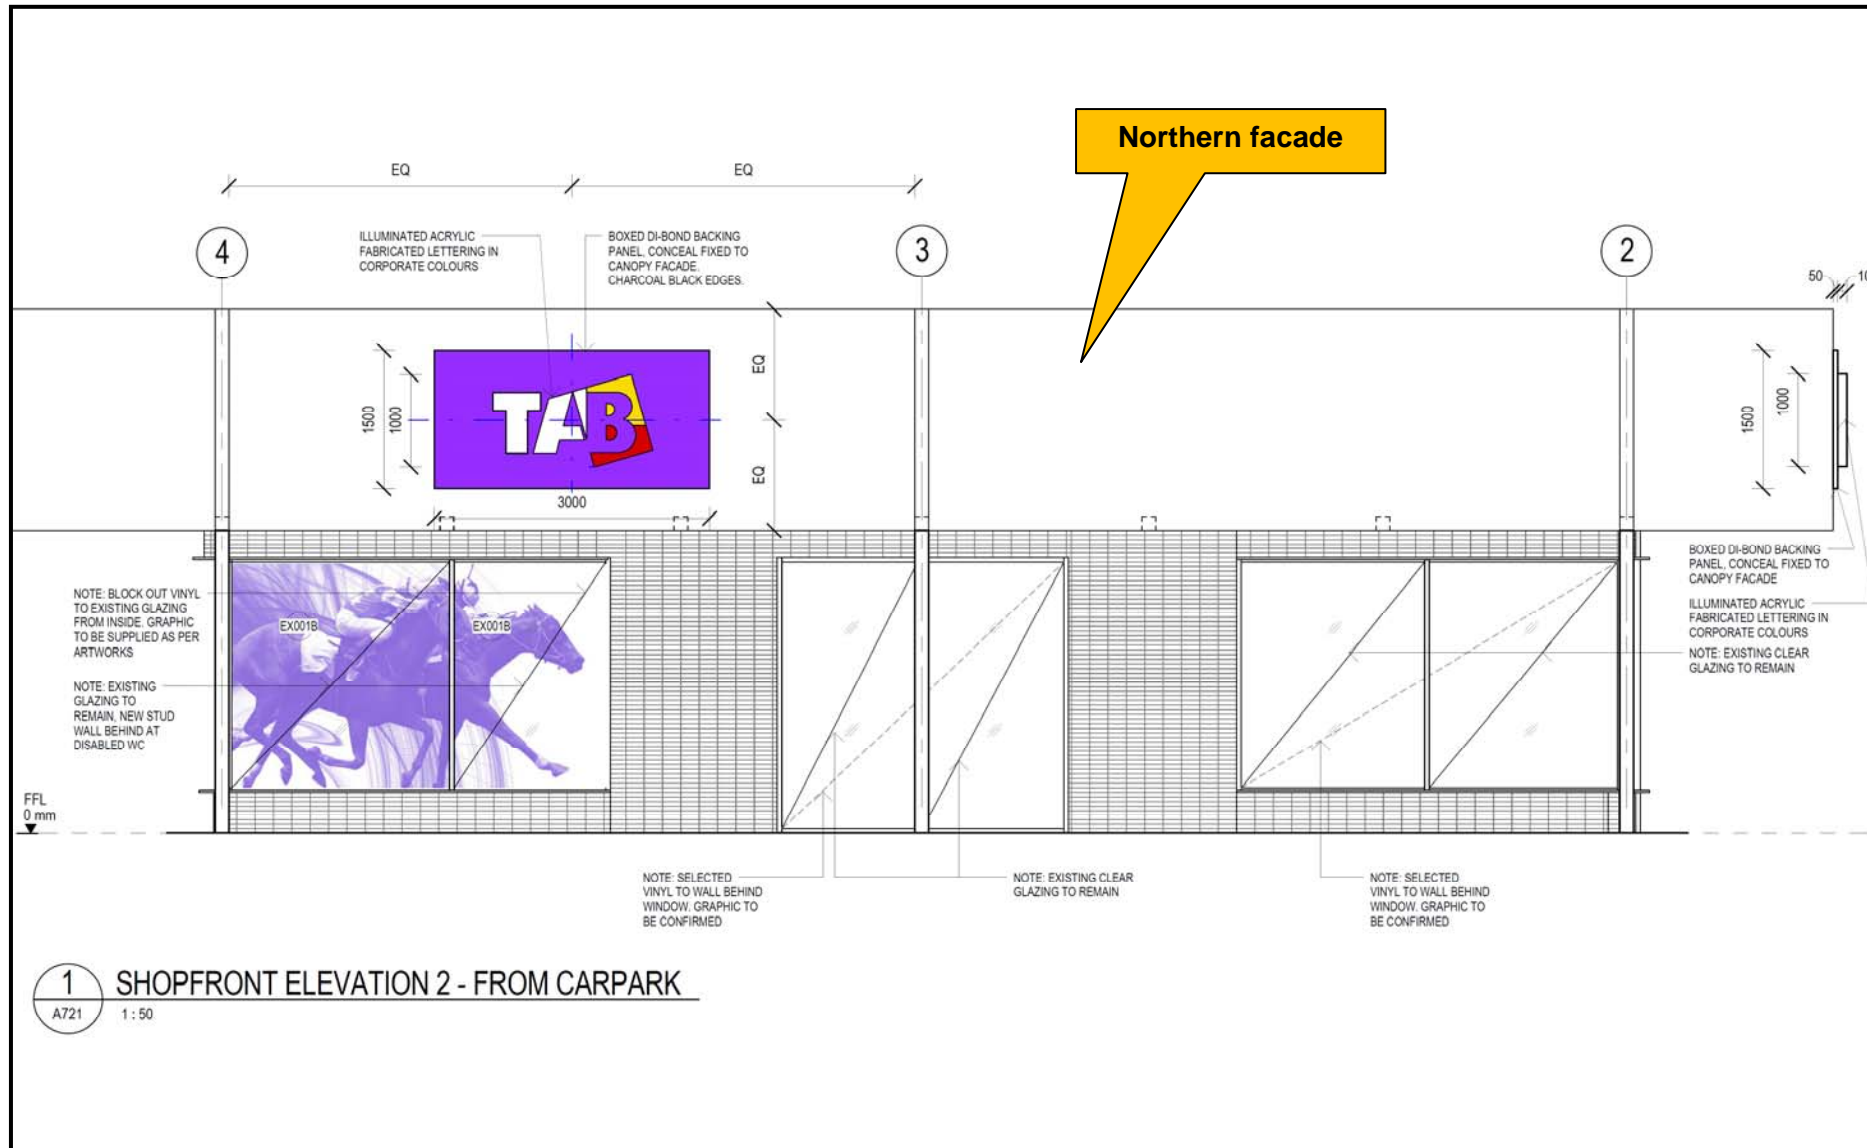 Northern facade
EQ
EQ
4
3
2
ILLUMINATED ACRYLIC
FABRICATED LETTERING IN
CORPORATE COLOURS
BOXED DI-BOND BACKING
PANEL, CONCEAL FIXED TO
CANOPY FACADE.
CHARCOAL BLACK EDGES.
50
10
EQ
EQ
1500
1000
TAB
3000
1500
1000
BOXED DI-BOND BACKING
PANEL, CONCEAL FIXED TO
CANOPY FACADE
ILLUMINATED ACRYLIC
FABRICATED LETTERING IN
CORPORATE COLOURS
NOTE: EXISTING CLEAR
GLAZING TO REMAIN
NOTE: BLOCK OUT VINYL
TO EXISTING GLAZING
FROM INSIDE. GRAPHIC
TO BE SUPPLIED AS PER
ARTWORKS
EX001B
EX001B
NOTE: EXISTING
GLAZING TO
REMAIN, NEW STUD
WALL BEHIND AT
DISABLED WC
FFL
0 mm
NOTE: SELECTED
VINYL TO WALL BEHIND
WINDOW. GRAPHIC TO
BE CONFIRMED
NOTE: EXISTING CLEAR
GLAZING TO REMAIN
NOTE: SELECTED
VINYL TO WALL BEHIND
WINDOW. GRAPHIC TO
BE CONFIRMED
1
A721
SHOPFRONT ELEVATION 2 - FROM CARPARK
1 : 50